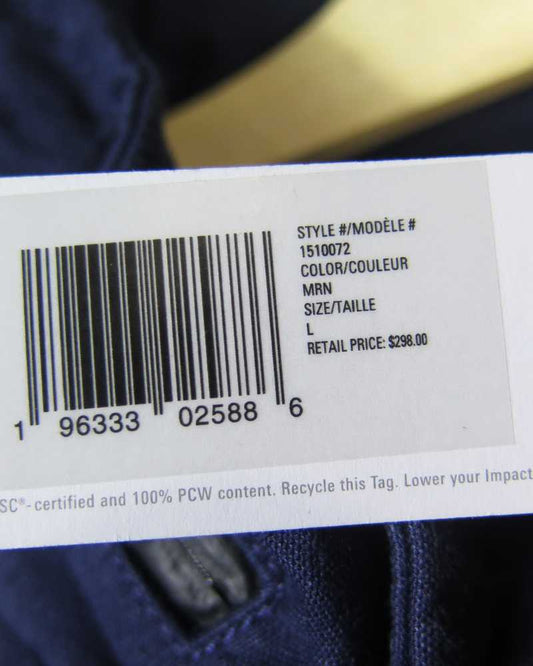 STYLE #/MODÈLE #
1510072
COLOR/COULEUR
MRN
SIZE/TAILLE
L
RETAIL PRICE: $298.00
1 96333 02588 6
SC®-certified and 100% PCW content. Recycle this Tag. Lower your Impact